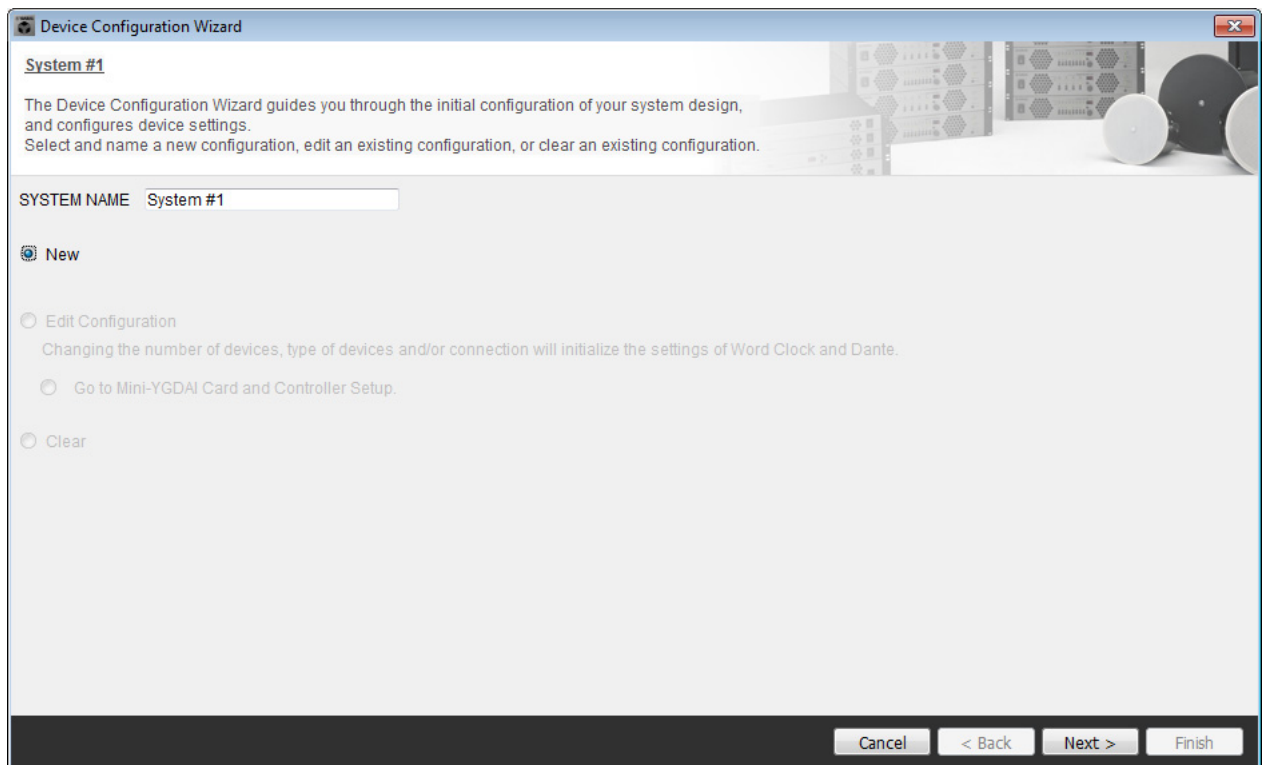 Device Configuration Wizard
System #1
The Device Configuration Wizard guides you through the initial configuration of your system design,
and configures device settings.
Select and name a new configuration, edit an existing configuration, or clear an existing configuration.
SYSTEM NAME System #1
New
Edit Configuration
Changing the number of devices, type of devices and/or connection will initialize the settings of Word Clock and Dante.
Go to Mini-YGDAI Card and Controller Setup.
Clear
Cancel < Back Next > Finish